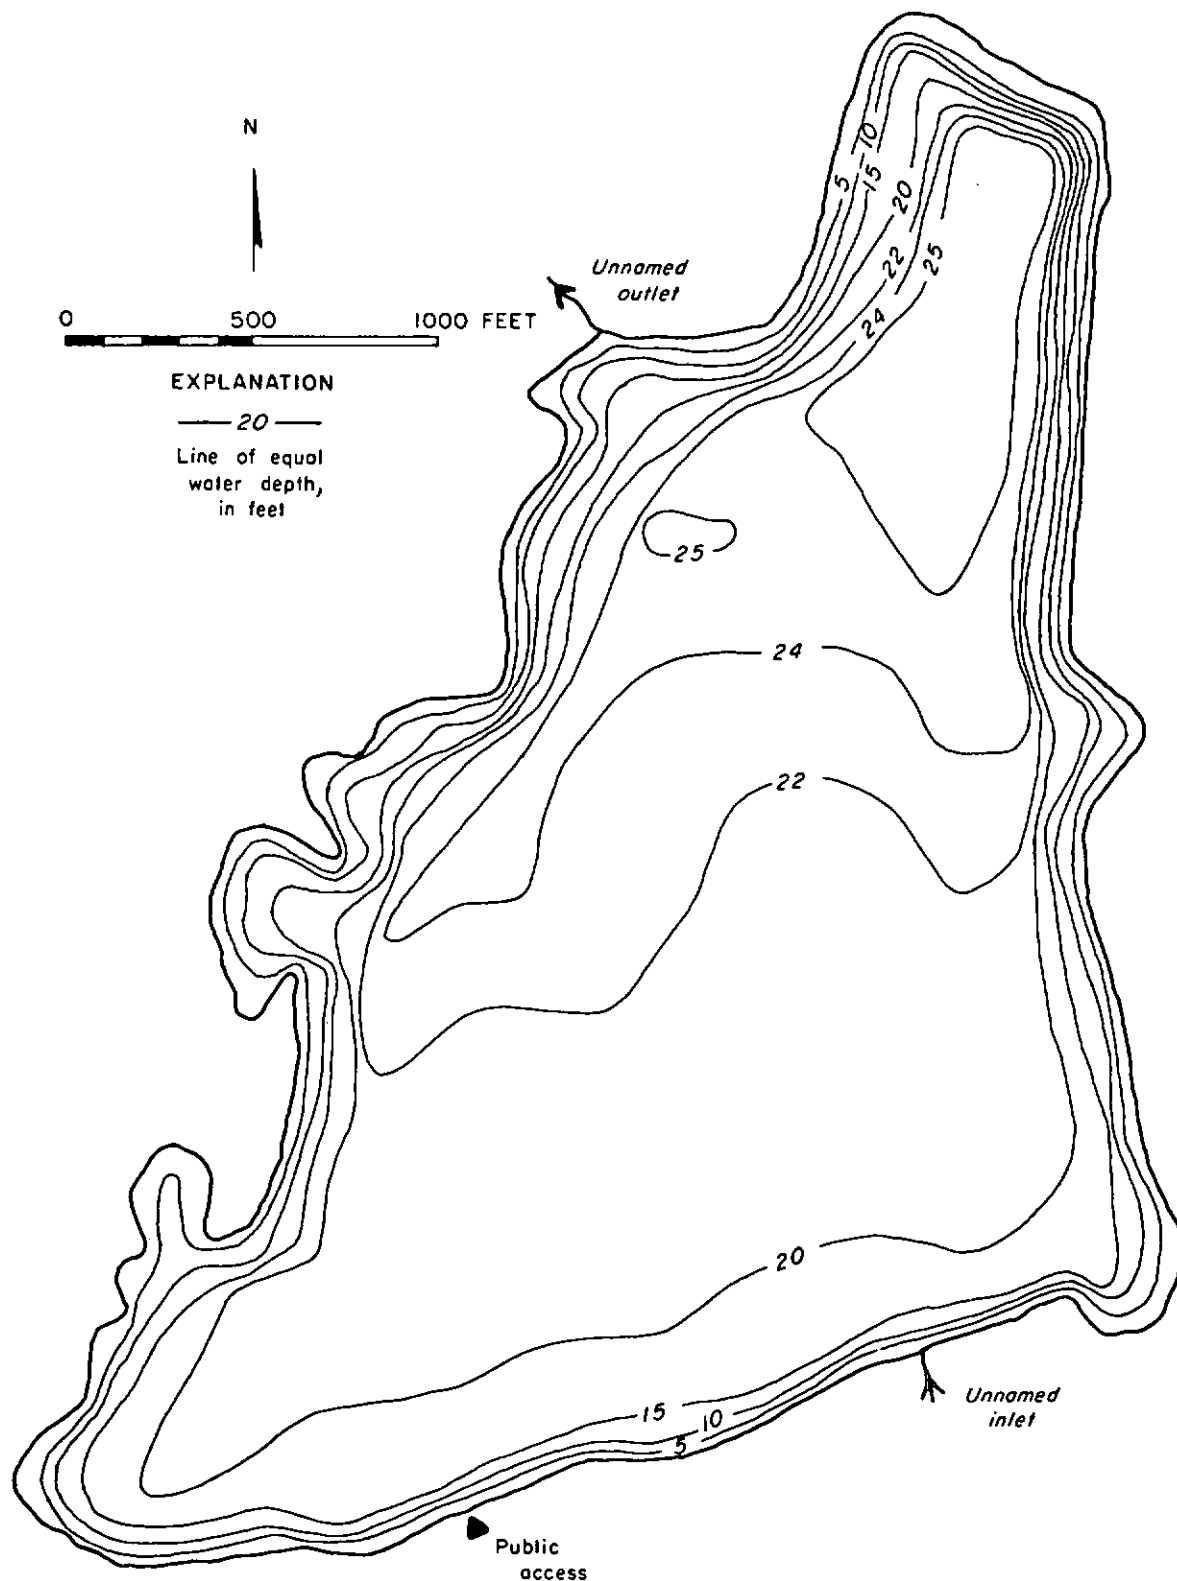 N
0 500 1000 FEET
EXPLANATION
20
Line of equal
water depth,
in feet
Unnamed
outlet
5
10
15
20
22
24
25
25
24
22
20
15
10
5
Unnamed
inlet
Public
access